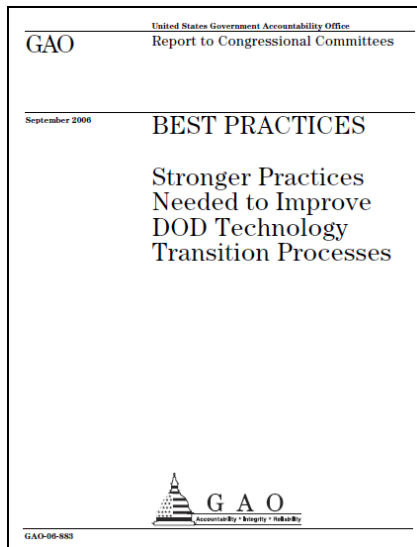 United States Government Accountability Office
GAO
Report to Congressional Committees
September 2006
BEST PRACTICES
Stronger Practices
Needed to Improve
DOD Technology
Transition Processes
G A O
Accountability * Integrity * Reliability
GAO-06-883